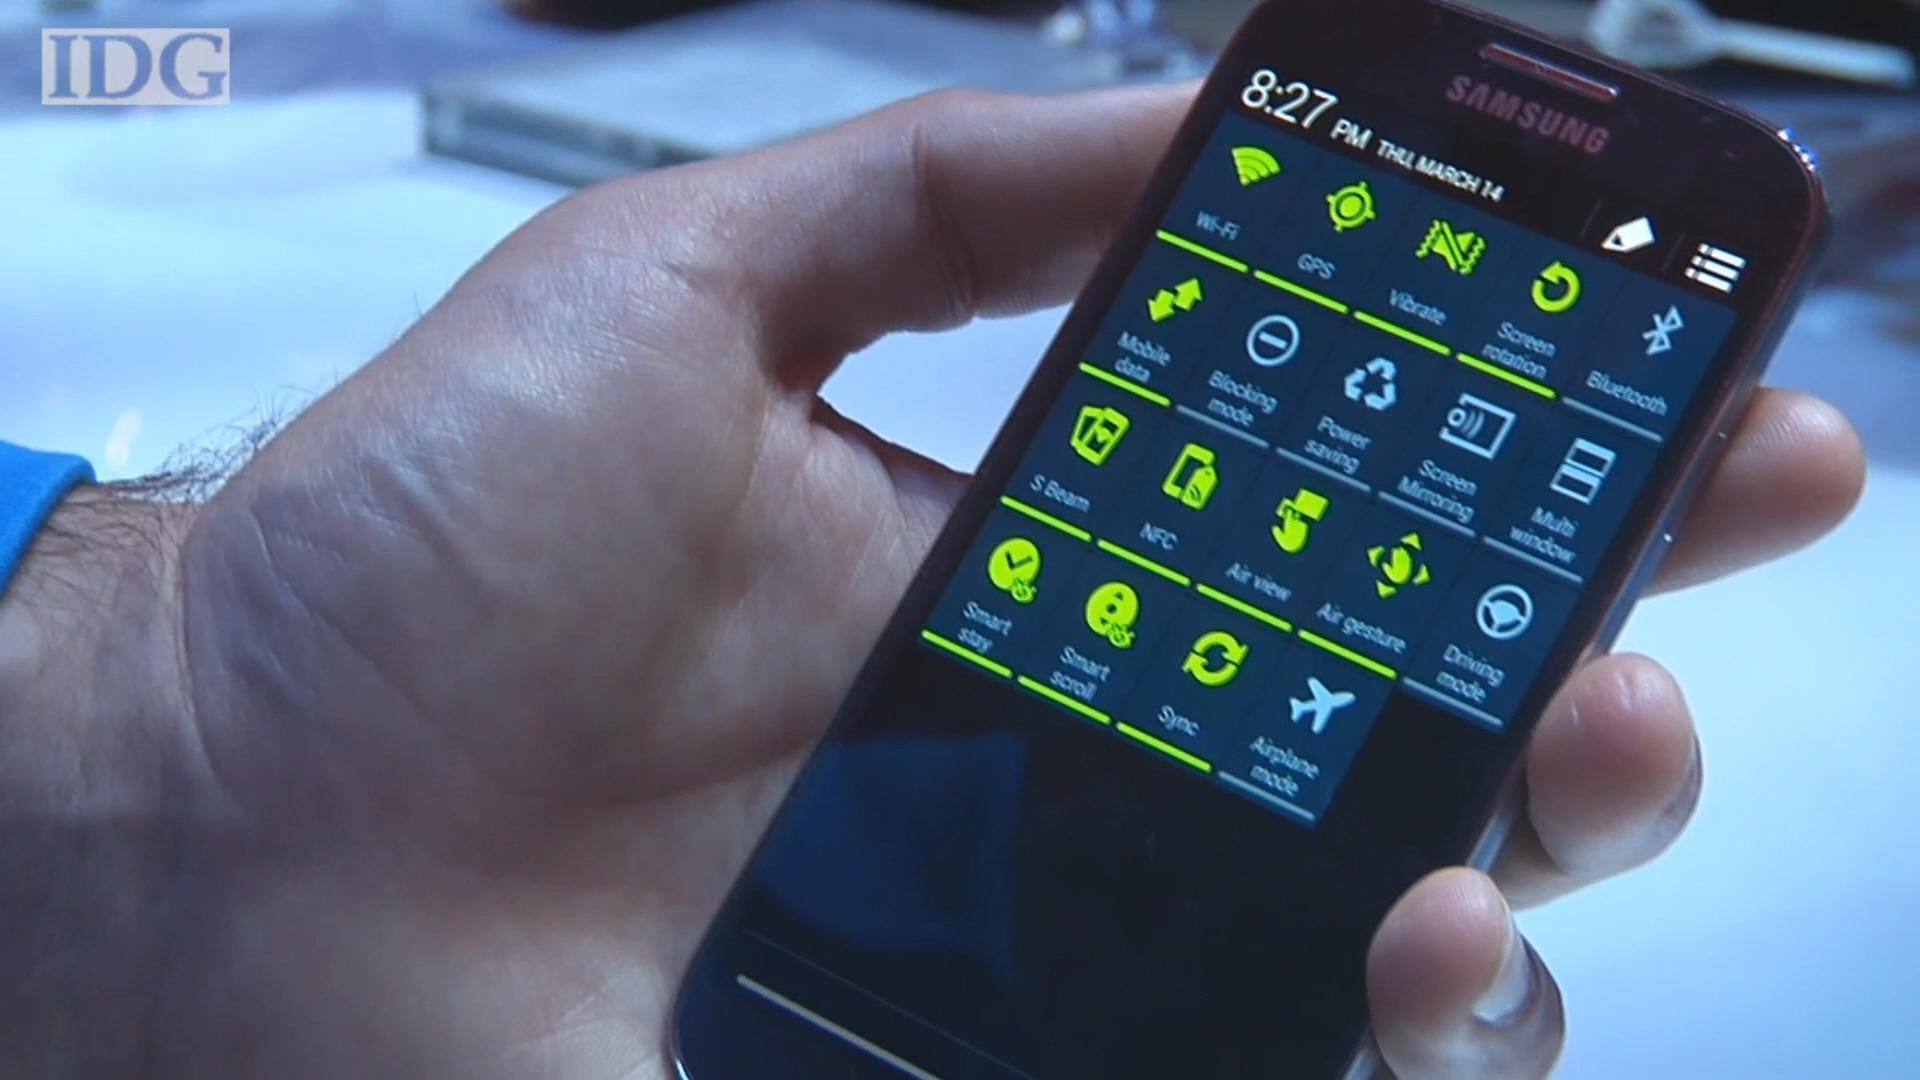 IDG
SAMSUNG
8:27 PM THU, MARCH 14
Wi-Fi
GPS
Vibrate
Screen
rotation
Bluetooth
Mobile
data
Blocking
mode
Power
saving
Screen
Mirroring
Multi
window
S Beam
NFC
Air view
Air gesture
Driving
mode
Smart
stay
Smart
scroll
Sync
Airplane
mode